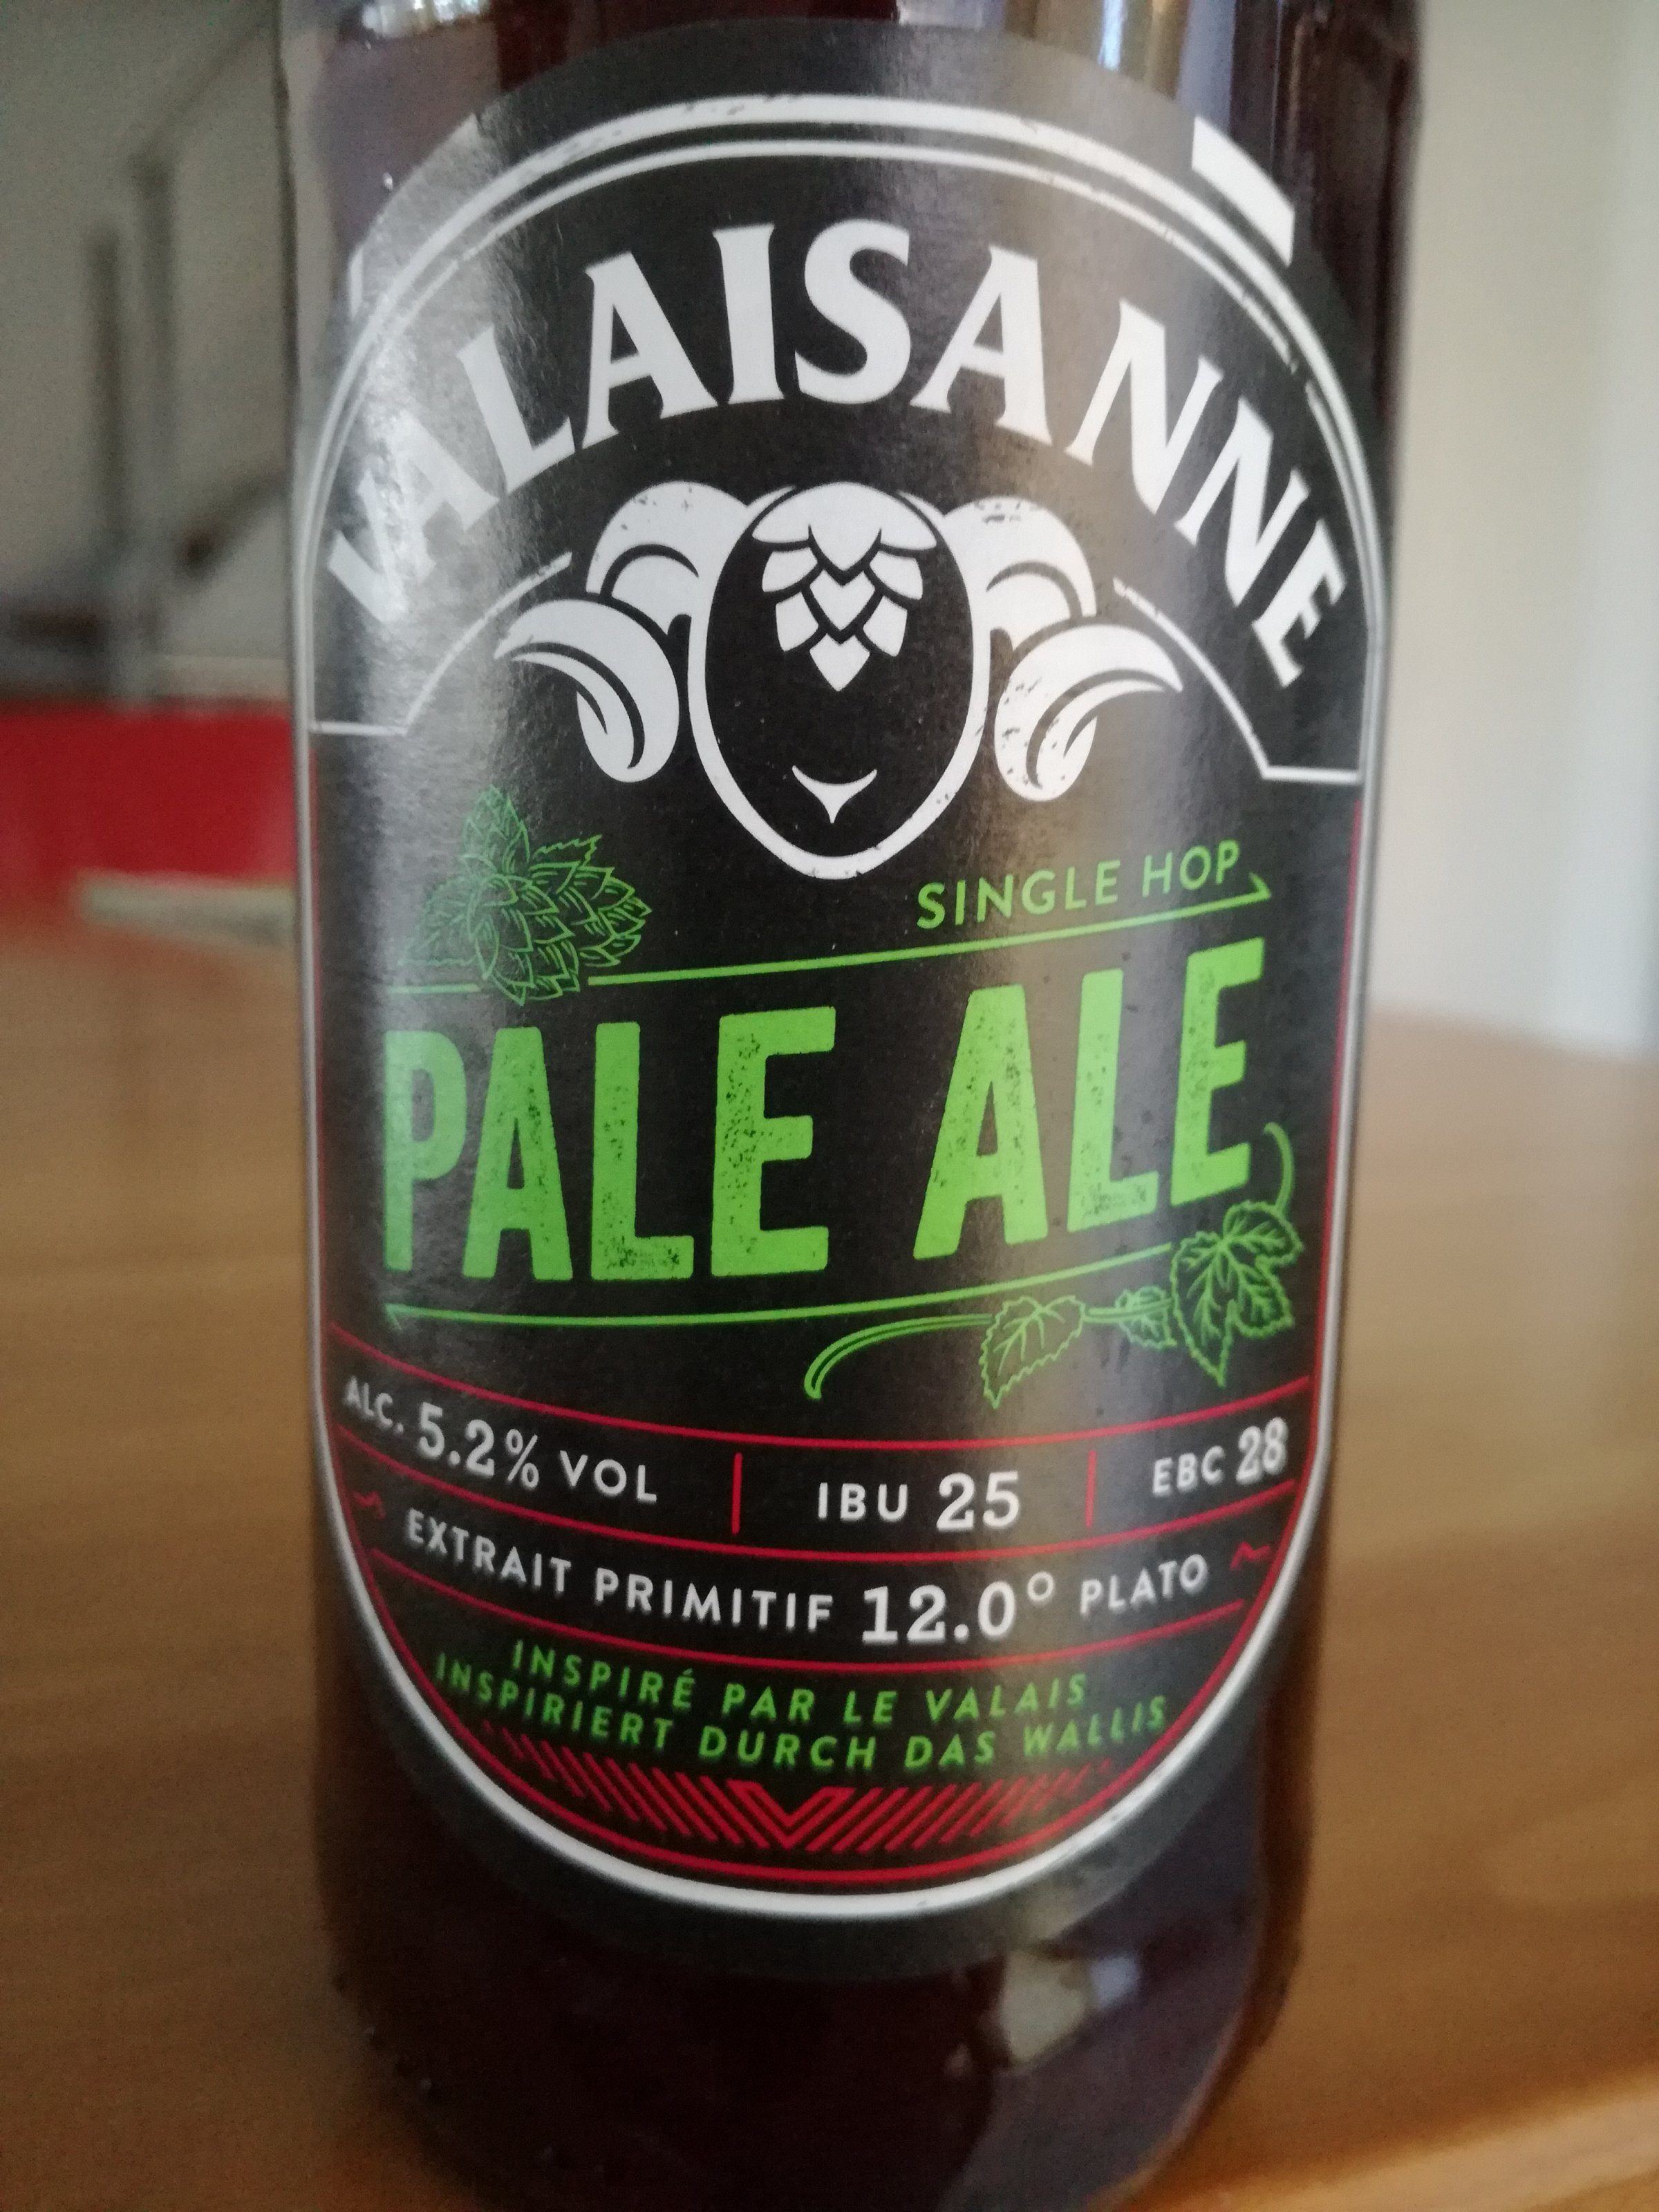 VALAISANNE
SINGLE HOP
PALE ALE
ALC. 5.2% VOL | IBU 25 | EBC 28
EXTRAIT PRIMITIF 12.0° PLATO
INSPIRÉ PAR LE VALAIS
INSPIRIERT DURCH DAS WALLIS